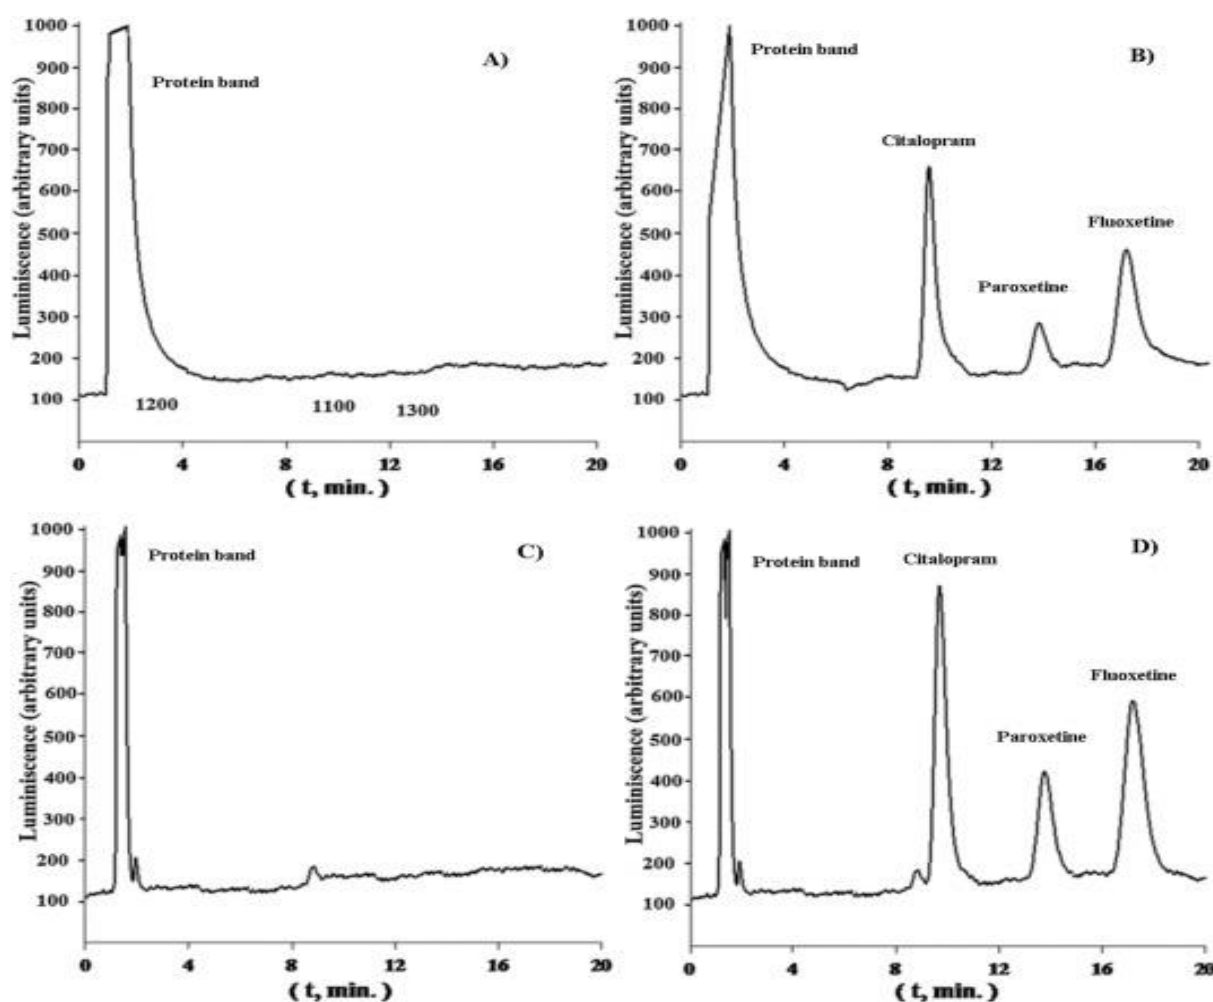 Luminiscence (arbitrary units)
1000
900
800
700
600
500
400
300
200
100
Protein band
A)
1200
1100
1300
0 4 8 12 16 20
( t, min. )
Luminiscence (arbitrary units)
1000
900
800
700
600
500
400
300
200
100
Protein band
B)
Citalopram
Fluoxetine
Paroxetine
0 4 8 12 16 20
( t, min. )
Luminiscence (arbitrary units)
1000
900
800
700
600
500
400
300
200
100
Protein band
C)
0 4 8 12 16 20
( t, min. )
Luminiscence (arbitrary units)
1000
900
800
700
600
500
400
300
200
100
Protein band
Citalopram
D)
Fluoxetine
Paroxetine
0 4 8 12 16 20
( t, min. )